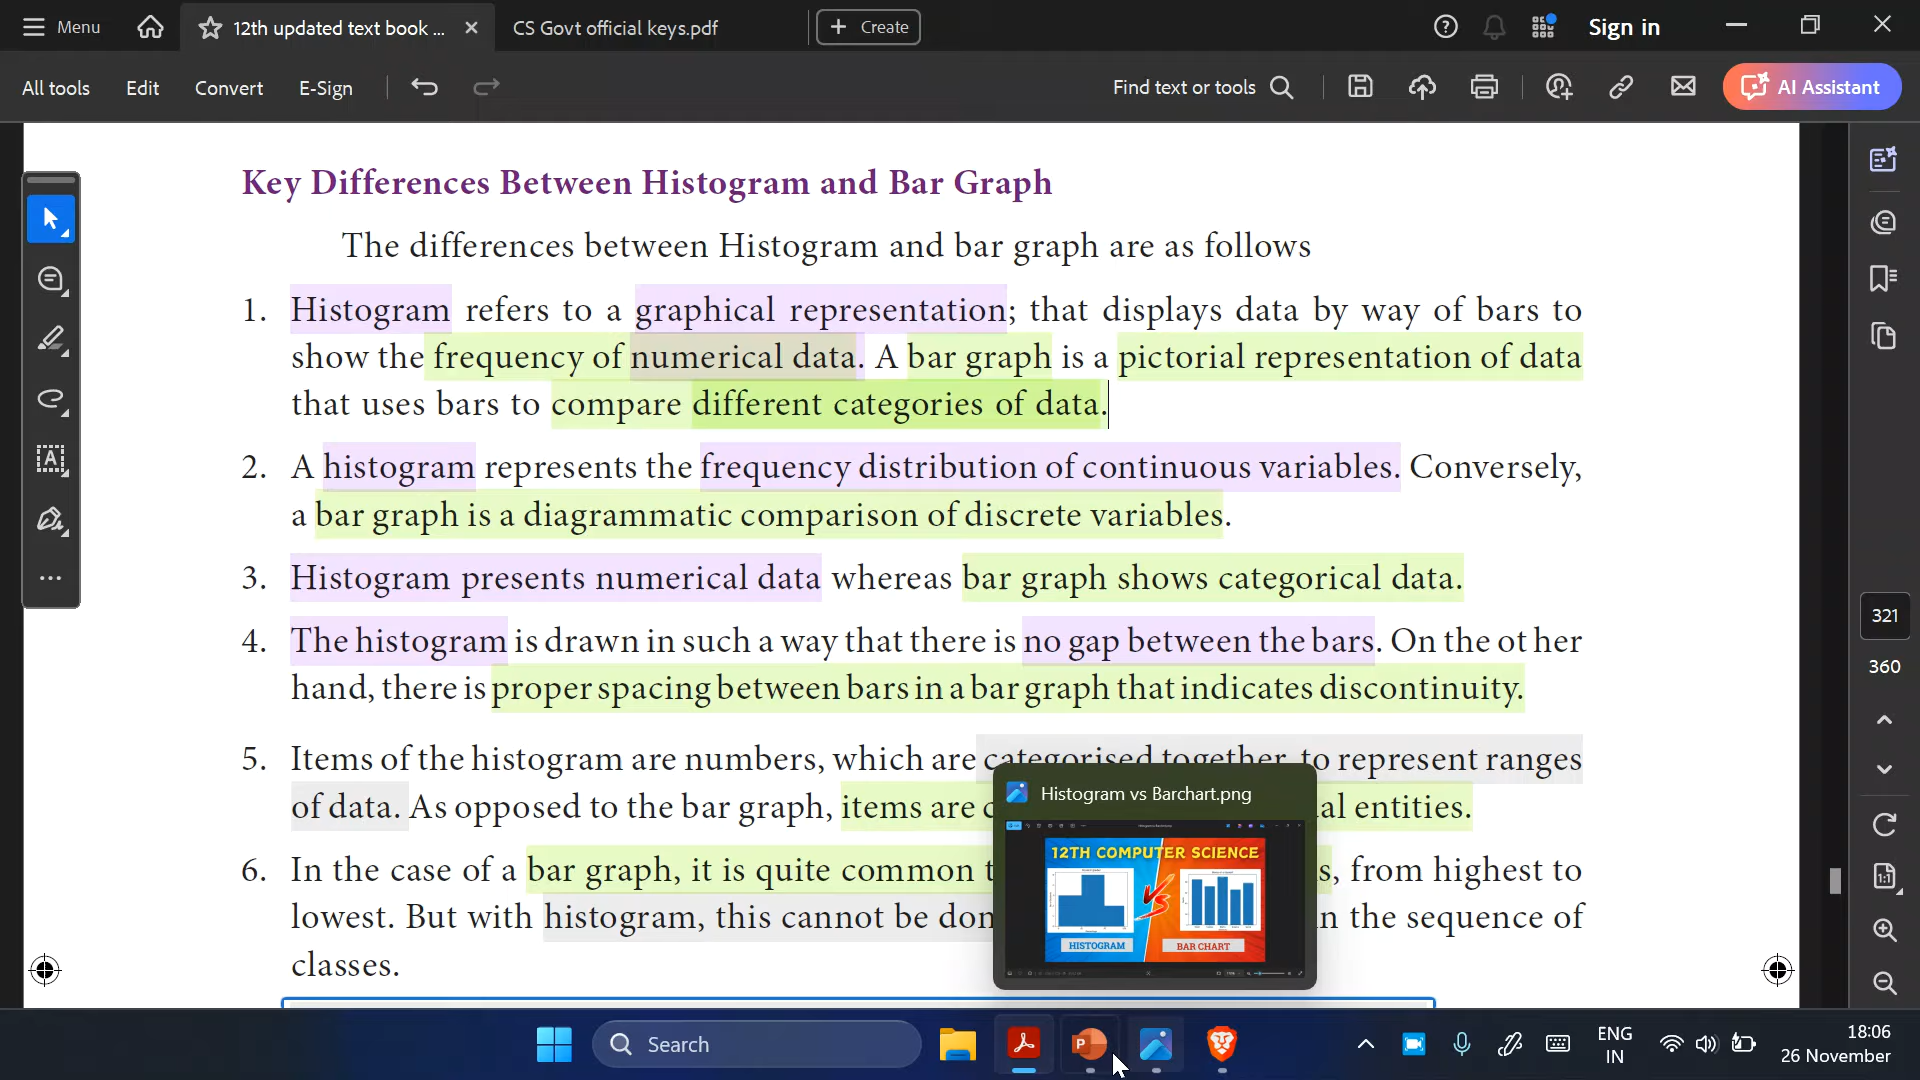 Menu
12th updated text book ...
CS Govt official keys.pdf
Create
Sign in
All tools
Edit
Convert
E-Sign
Find text or tools
AI Assistant
Key Differences Between Histogram and Bar Graph
The differences between Histogram and bar graph are as follows
1. Histogram refers to a graphical representation; that displays data by way of bars to
show the frequency of numerical data. A bar graph is a pictorial representation of data
that uses bars to compare different categories of data.
2. A histogram represents the frequency distribution of continuous variables. Conversely,
a bar graph is a diagrammatic comparison of discrete variables.
3. Histogram presents numerical data whereas bar graph shows categorical data.
4. The histogram is drawn in such a way that there is no gap between the bars. On the ot her
hand, there is proper spacing between bars in a bar graph that indicates discontinuity.
5. Items of the histogram are numbers, which are categorised together, to represent ranges
of data. As opposed to the bar graph, items are entities.
6. In the case of a bar graph, it is quite common , from highest to
lowest. But with histogram, this cannot be in the sequence of
classes.
Histogram vs Barchart.png
12TH COMPUTER SCIENCE
VS
HISTOGRAM
BAR CHART
321
360
1:1
Search
ENG
IN
18:06
26 November